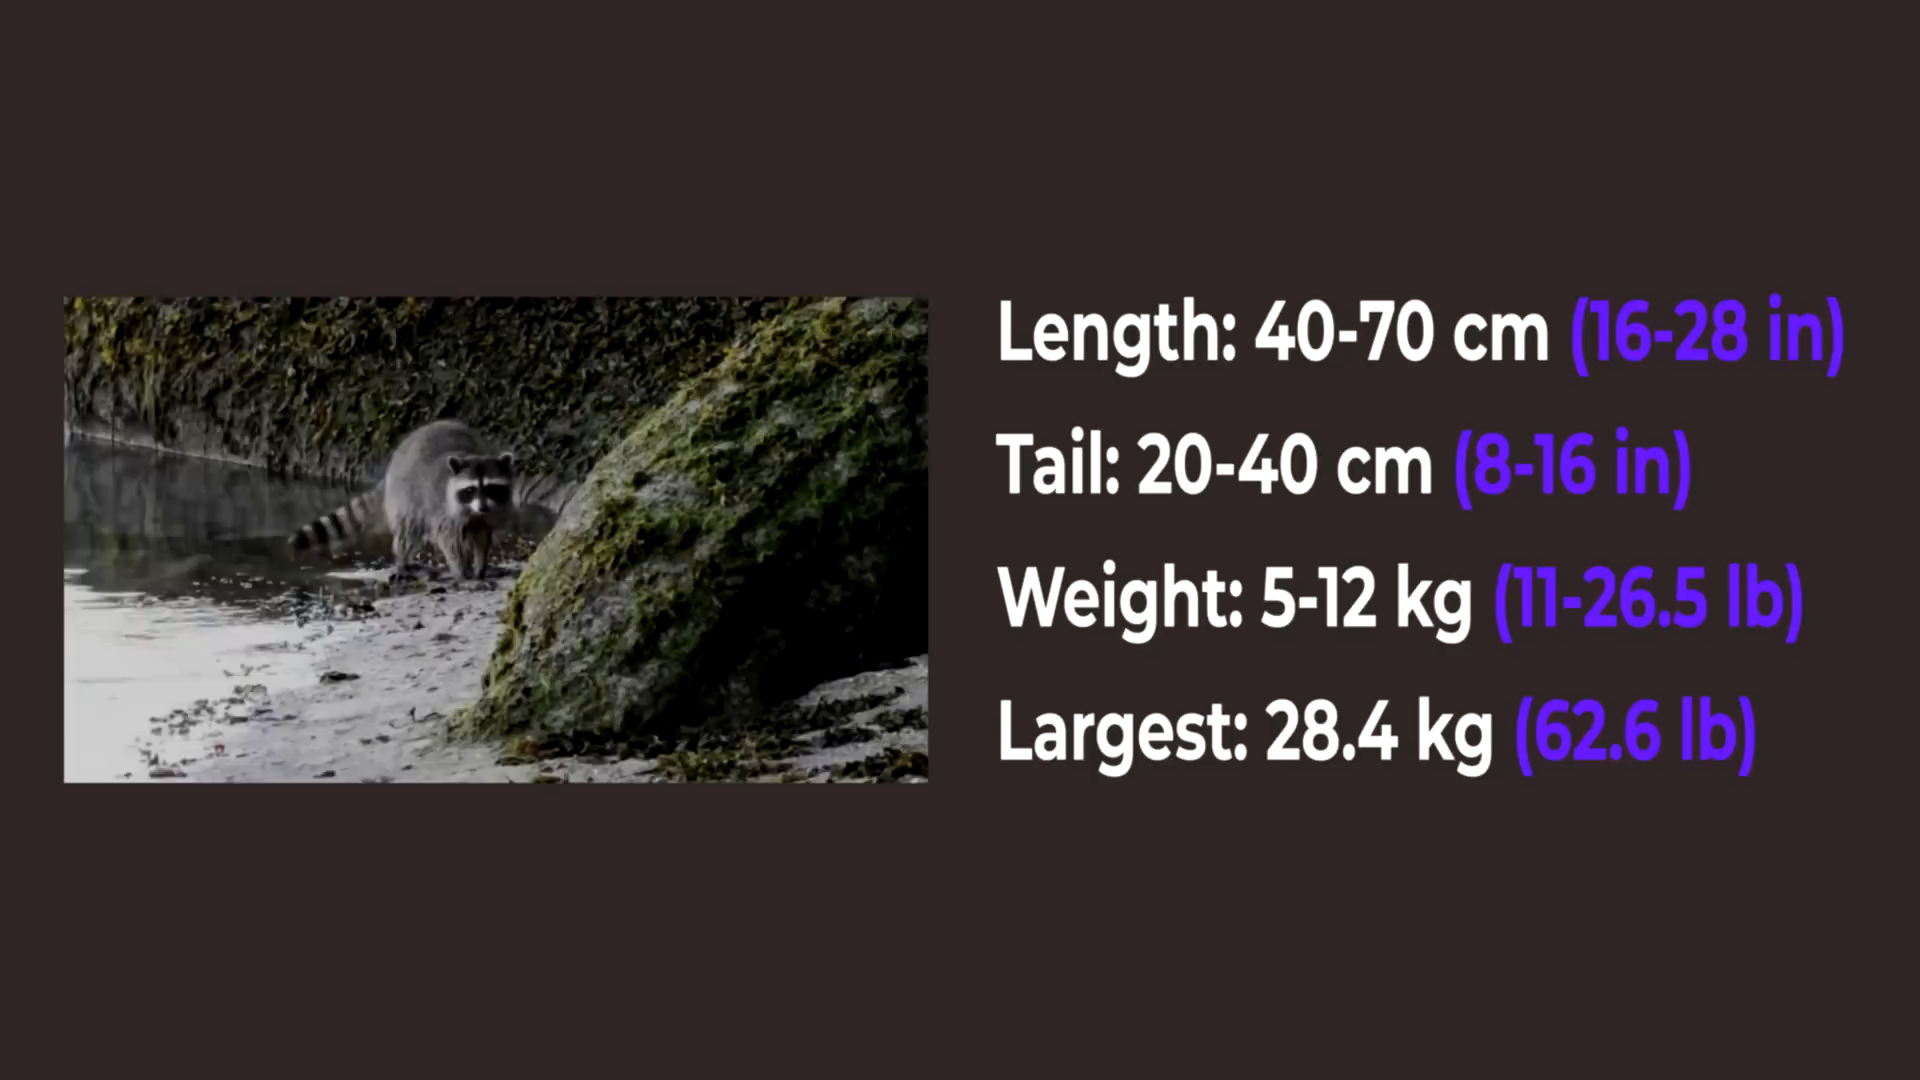 Length: 40-70 cm (16-28 in)
Tail: 20-40 cm (8-16 in)
Weight: 5-12 kg (11-26.5 lb)
Largest: 28.4 kg (62.6 lb)